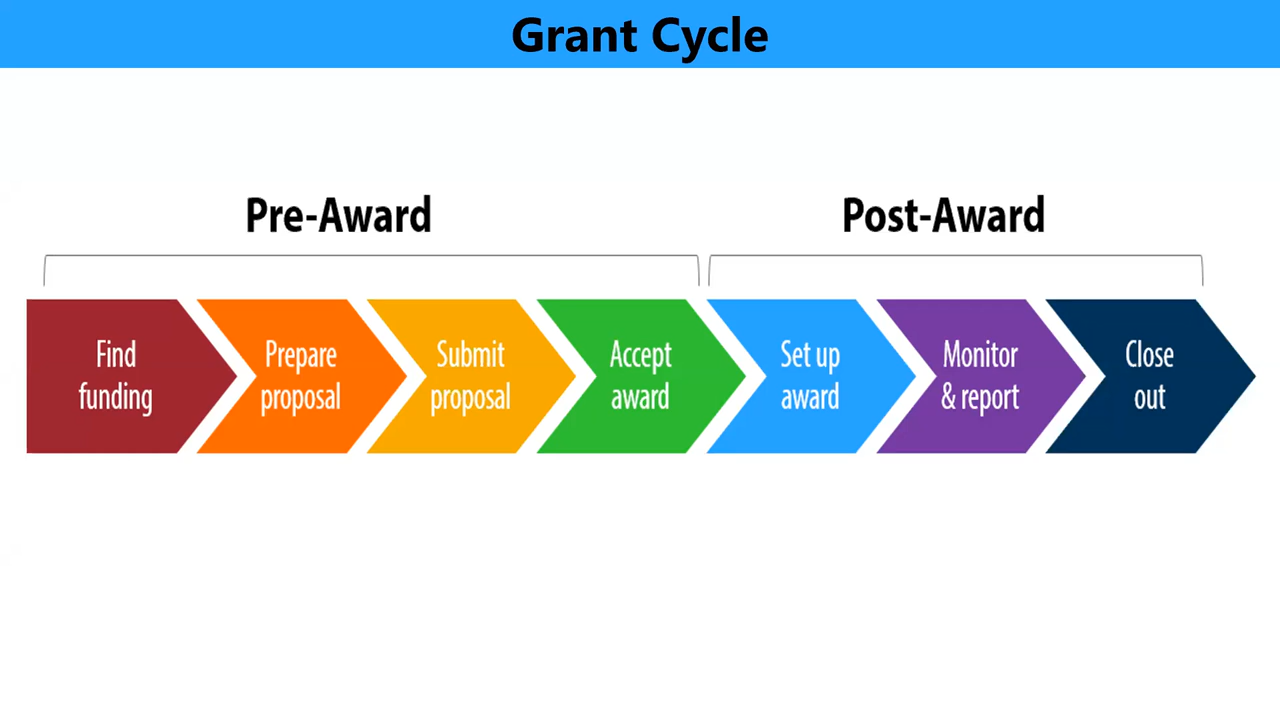 Grant Cycle
Pre-Award
Post-Award
Find
funding
Prepare
proposal
Submit
proposal
Accept
award
Set up
award
Monitor
& report
Close
out